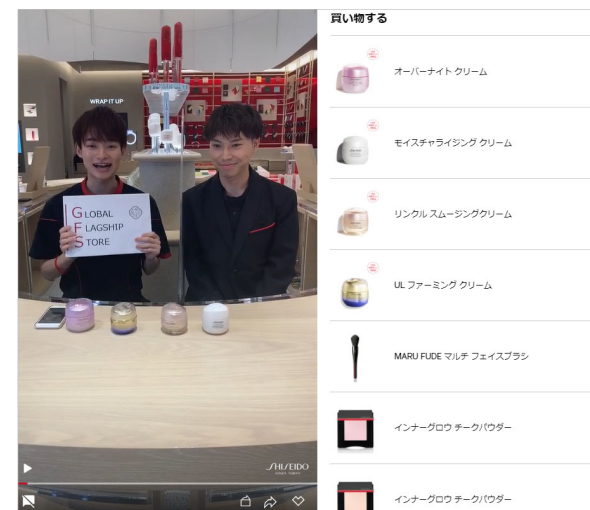 買い物する
WRAP IT UP
GLOBAL
FLAGSHIP
STORE
SHISEIDO
GINZA TOKYO
オーバーナイト クリーム
モイスチャライジング クリーム
リンクル スムージングクリーム
UL ファーミング クリーム
MARU FUDE マルチ フェイスブラシ
インナーグロウ チークパウダー
インナーグロウ チークパウダー